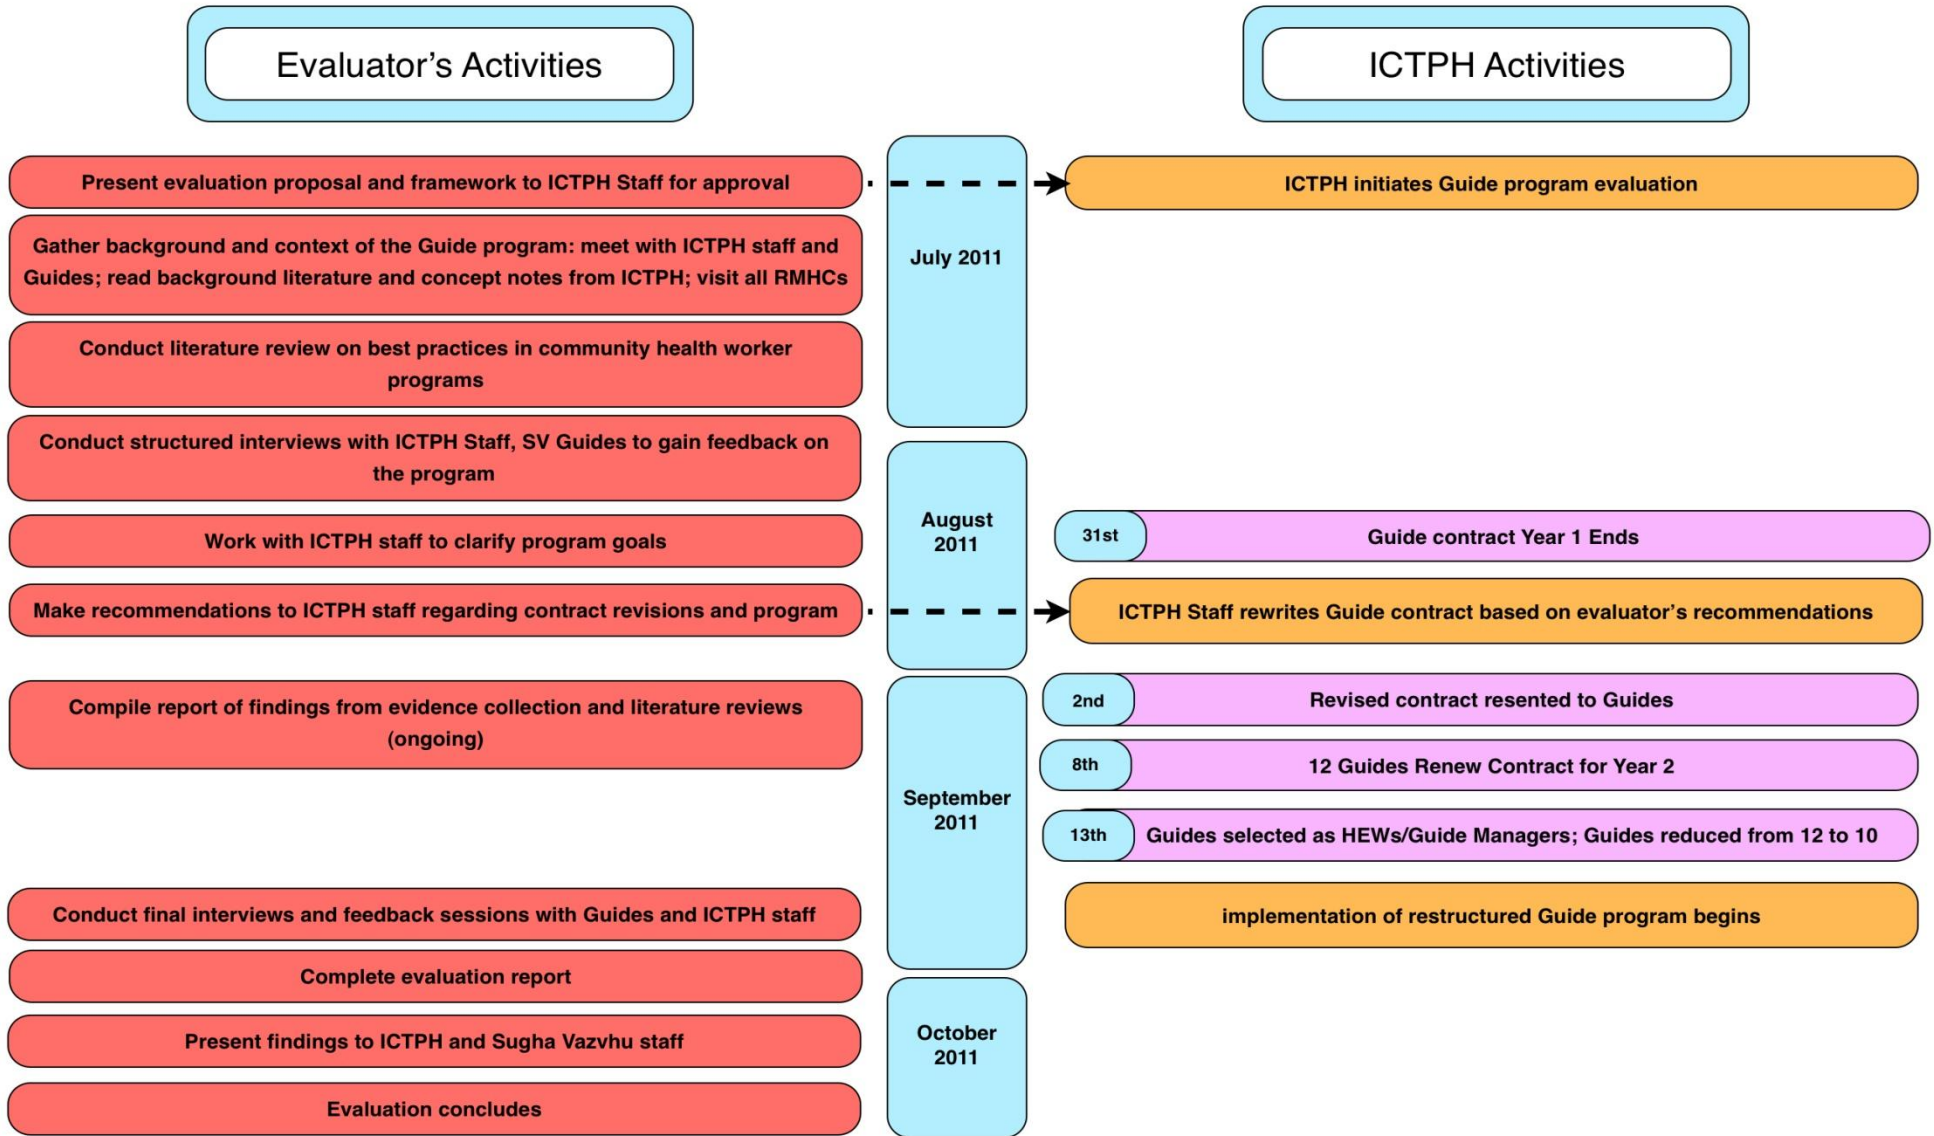 Evaluator's Activities
ICTPH Activities
Present evaluation proposal and framework to ICTPH Staff for approval
ICTPH initiates Guide program evaluation
Gather background and context of the Guide program: meet with ICTPH staff and
Guides; read background literature and concept notes from ICTPH; visit all RMHCs
July 2011
Conduct literature review on best practices in community health worker
programs
Conduct structured interviews with ICTPH Staff, SV Guides to gain feedback on
the program
August
2011
Work with ICTPH staff to clarify program goals
31st
Guide contract Year 1 Ends
Make recommendations to ICTPH staff regarding contract revisions and program
ICTPH Staff rewrites Guide contract based on evaluator's recommendations
Compile report of findings from evidence collection and literature reviews
(ongoing)
2nd
Revised contract resented to Guides
8th
12 Guides Renew Contract for Year 2
September
2011
13th
Guides selected as HEWs/Guide Managers; Guides reduced from 12 to 10
Conduct final interviews and feedback sessions with Guides and ICTPH staff
implementation of restructured Guide program begins
Complete evaluation report
Present findings to ICTPH and Sugha Vazvhu staff
October
2011
Evaluation concludes